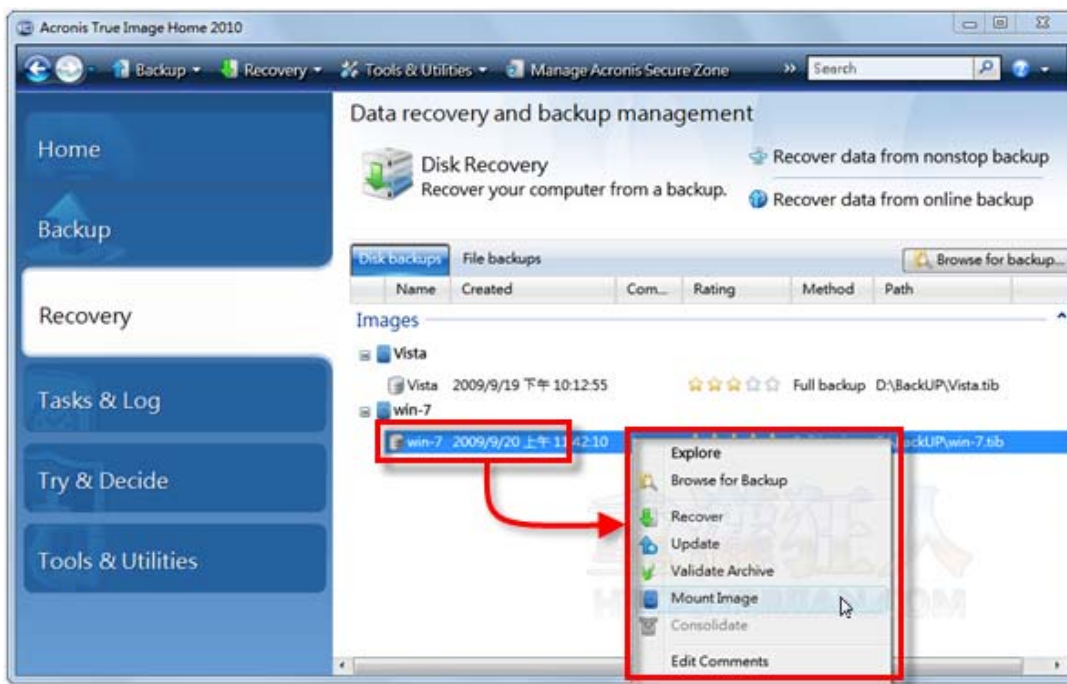 Acronis True Image Home 2010
Backup Recovery Tools & Utilities Manage Acronis Secure Zone » Search
Home
Backup
Recovery
Tasks & Log
Try & Decide
Tools & Utilities
Data recovery and backup management
Disk Recovery
Recover your computer from a backup.
Recover data from nonstop backup
Recover data from online backup
Disk backups File backups Browse for backup...
Name Created Com... Rating Method Path
Images
Vista
Vista 2009/9/19 下午 10:12:55 Full backup D:\BackUP\Vista.tib
win-7
win-7 2009/9/20 上午 11:42:10 ckUP\win-7.tib
Explore
Browse for Backup
Recover
Update
Validate Archive
Mount Image
Consolidate
Edit Comments